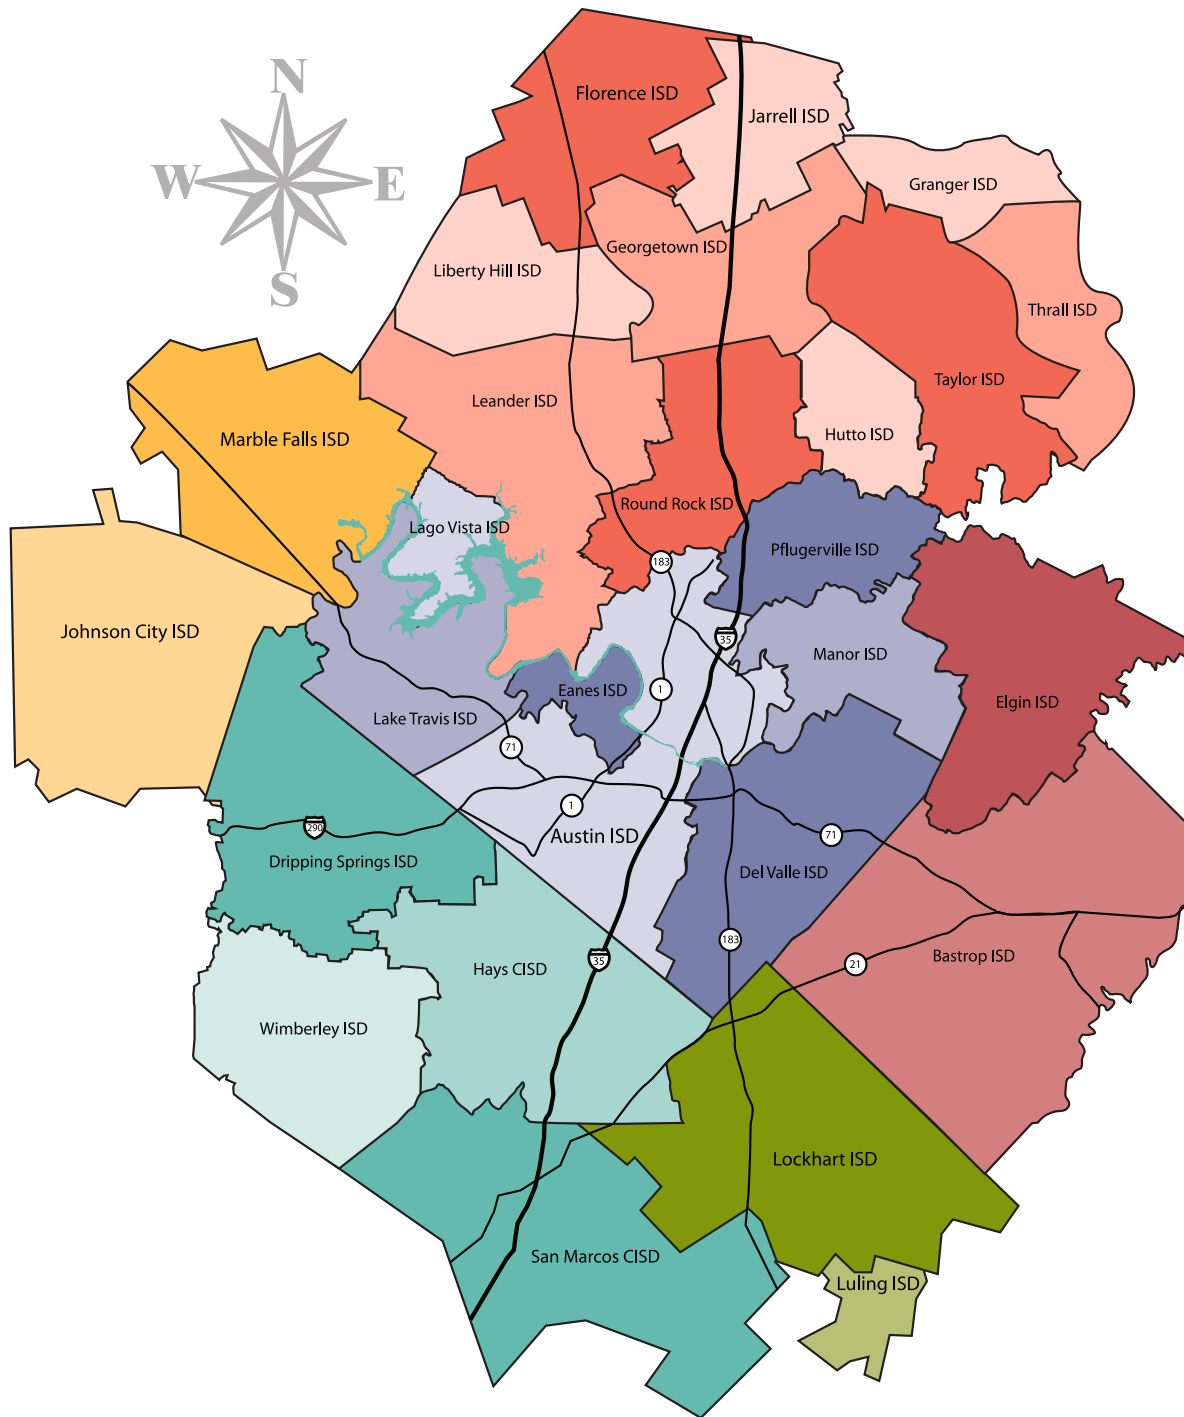 N
Florence ISD
Jarrell ISD
W
E
Granger ISD
Georgetown ISD
Liberty Hill ISD
S
Thrall ISD
Taylor ISD
Leander ISD
Marble Falls ISD
Hutto ISD
Round Rock ISD
Lago Vista ISD
Pflugerville ISD
183
Johnson City ISD
35
Manor ISD
Eanes ISD
1
Elgin ISD
Lake Travis ISD
71
1
290
Austin ISD
71
Dripping Springs ISD
Del Valle ISD
183
Bastrop ISD
35
21
Hays CISD
Wimberley ISD
Lockhart ISD
San Marcos CISD
Luling ISD